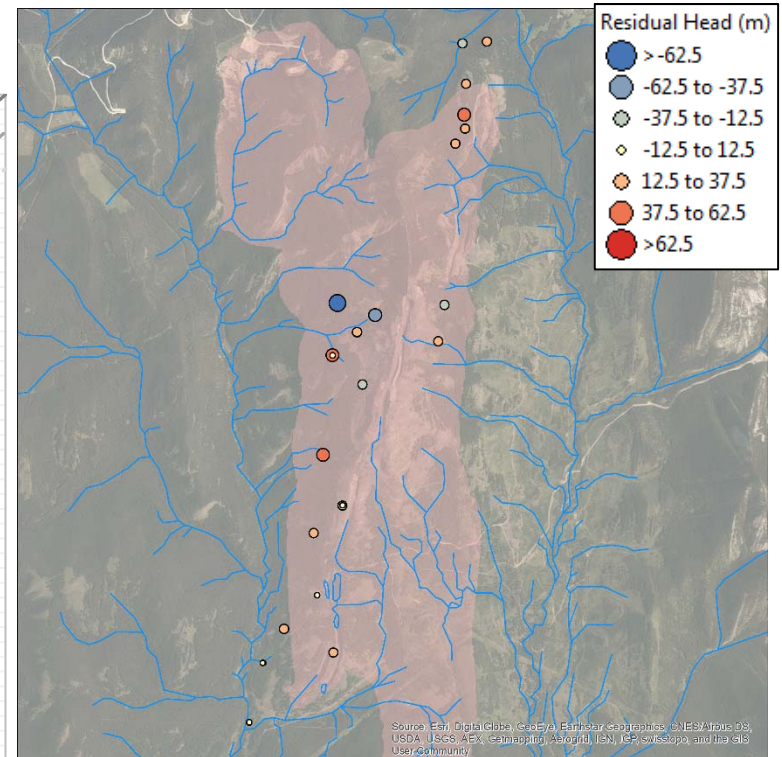 Residual Head (m)
> -62.5
-62.5 to -37.5
-37.5 to -12.5
-12.5 to 12.5
12.5 to 37.5
37.5 to 62.5
>62.5
Source: Esri, DigitalGlobe, GeoEye, Earthstar Geographics, CNES/Airbus DS,
USDA, USGS, AEX, Getmapping, Aerogrid, IGN, IGP, swisstopo, and the GIS
User Community